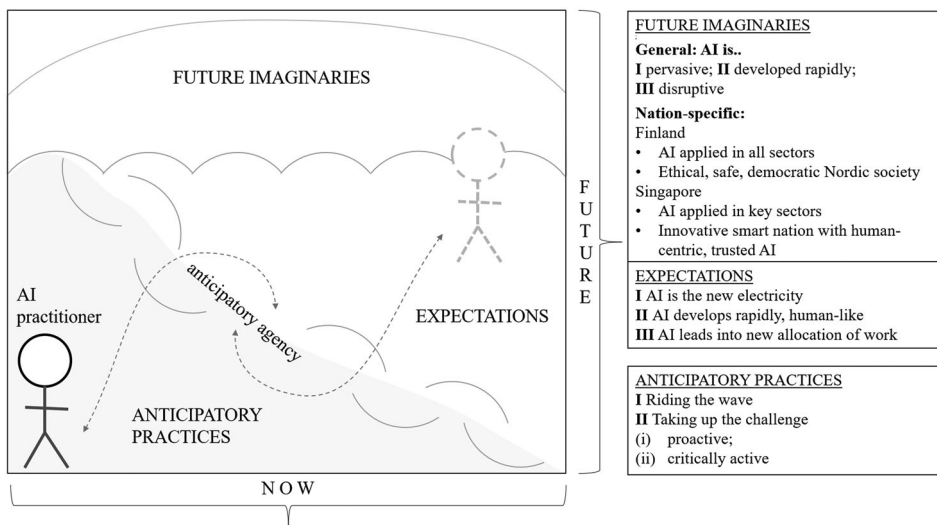 FUTURE IMAGINARIES
AI
practitioner
anticipatory agency
EXPECTATIONS
ANTICIPATORY
PRACTICES
N O W
F
U
T
U
R
E
FUTURE IMAGINARIES
General: AI is..
I pervasive; II developed rapidly;
III disruptive
Nation-specific:
Finland
• AI applied in all sectors
• Ethical, safe, democratic Nordic society
Singapore
• AI applied in key sectors
• Innovative smart nation with human-
centric, trusted AI
EXPECTATIONS
I AI is the new electricity
II AI develops rapidly, human-like
III AI leads into new allocation of work
ANTICIPATORY PRACTICES
I Riding the wave
II Taking up the challenge
(i) proactive;
(ii) critically active